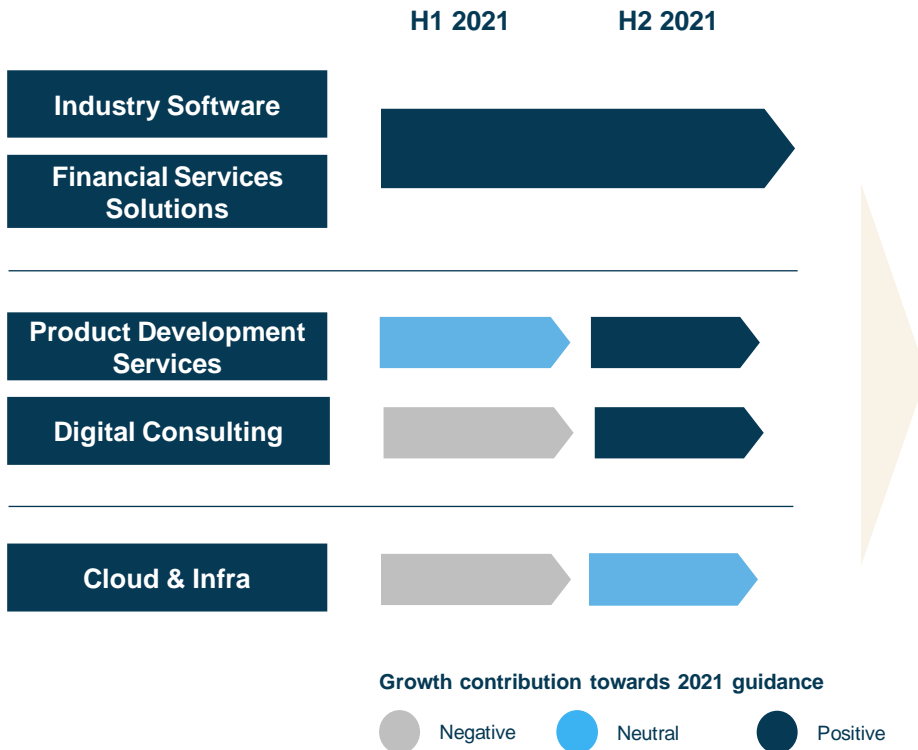 H1 2021
H2 2021
Industry Software
Financial Services
Solutions
Product Development
Services
Digital Consulting
Cloud & Infra
Growth contribution towards 2021 guidance
Negative
Neutral
Positive